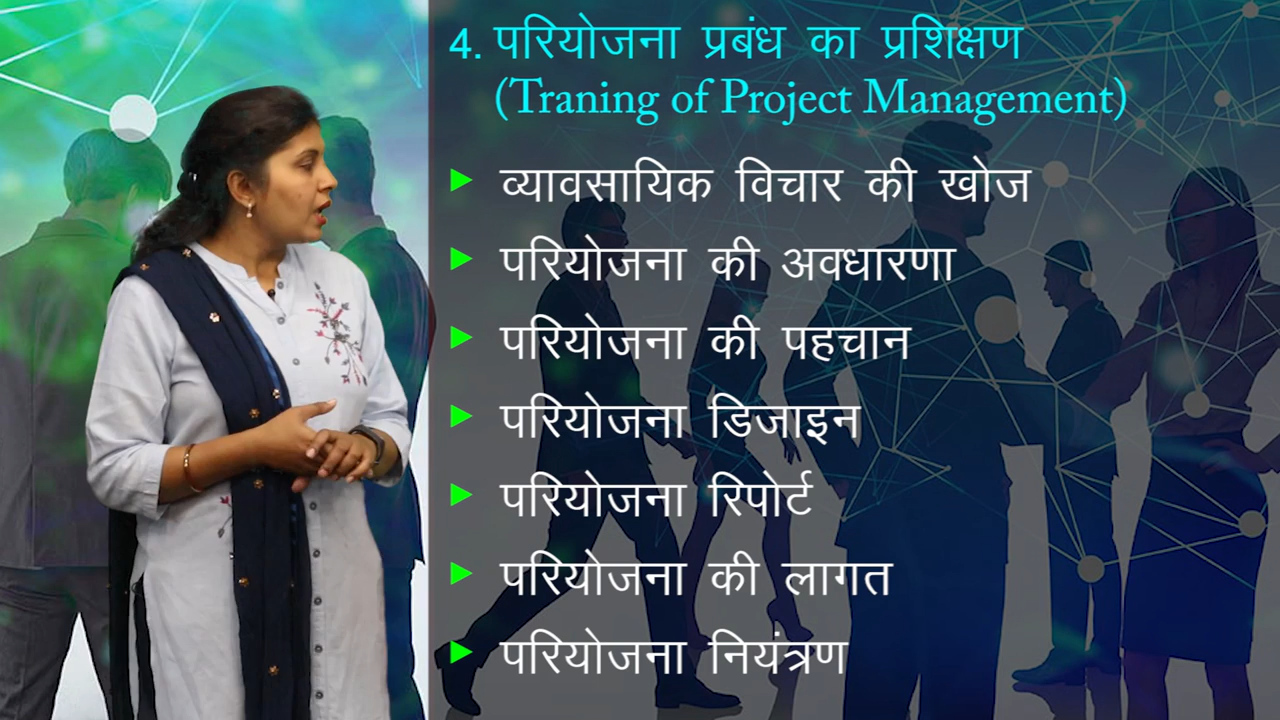 4. परियोजना प्रबंध का प्रशिक्षण
(Traning of Project Management)
व्यावसायिक विचार की खोज
परियोजना की अवधारणा
परियोजना की पहचान
परियोजना डिजाइन
परियोजना रिपोर्ट
परियोजना की लागत
परियोजना नियंत्रण